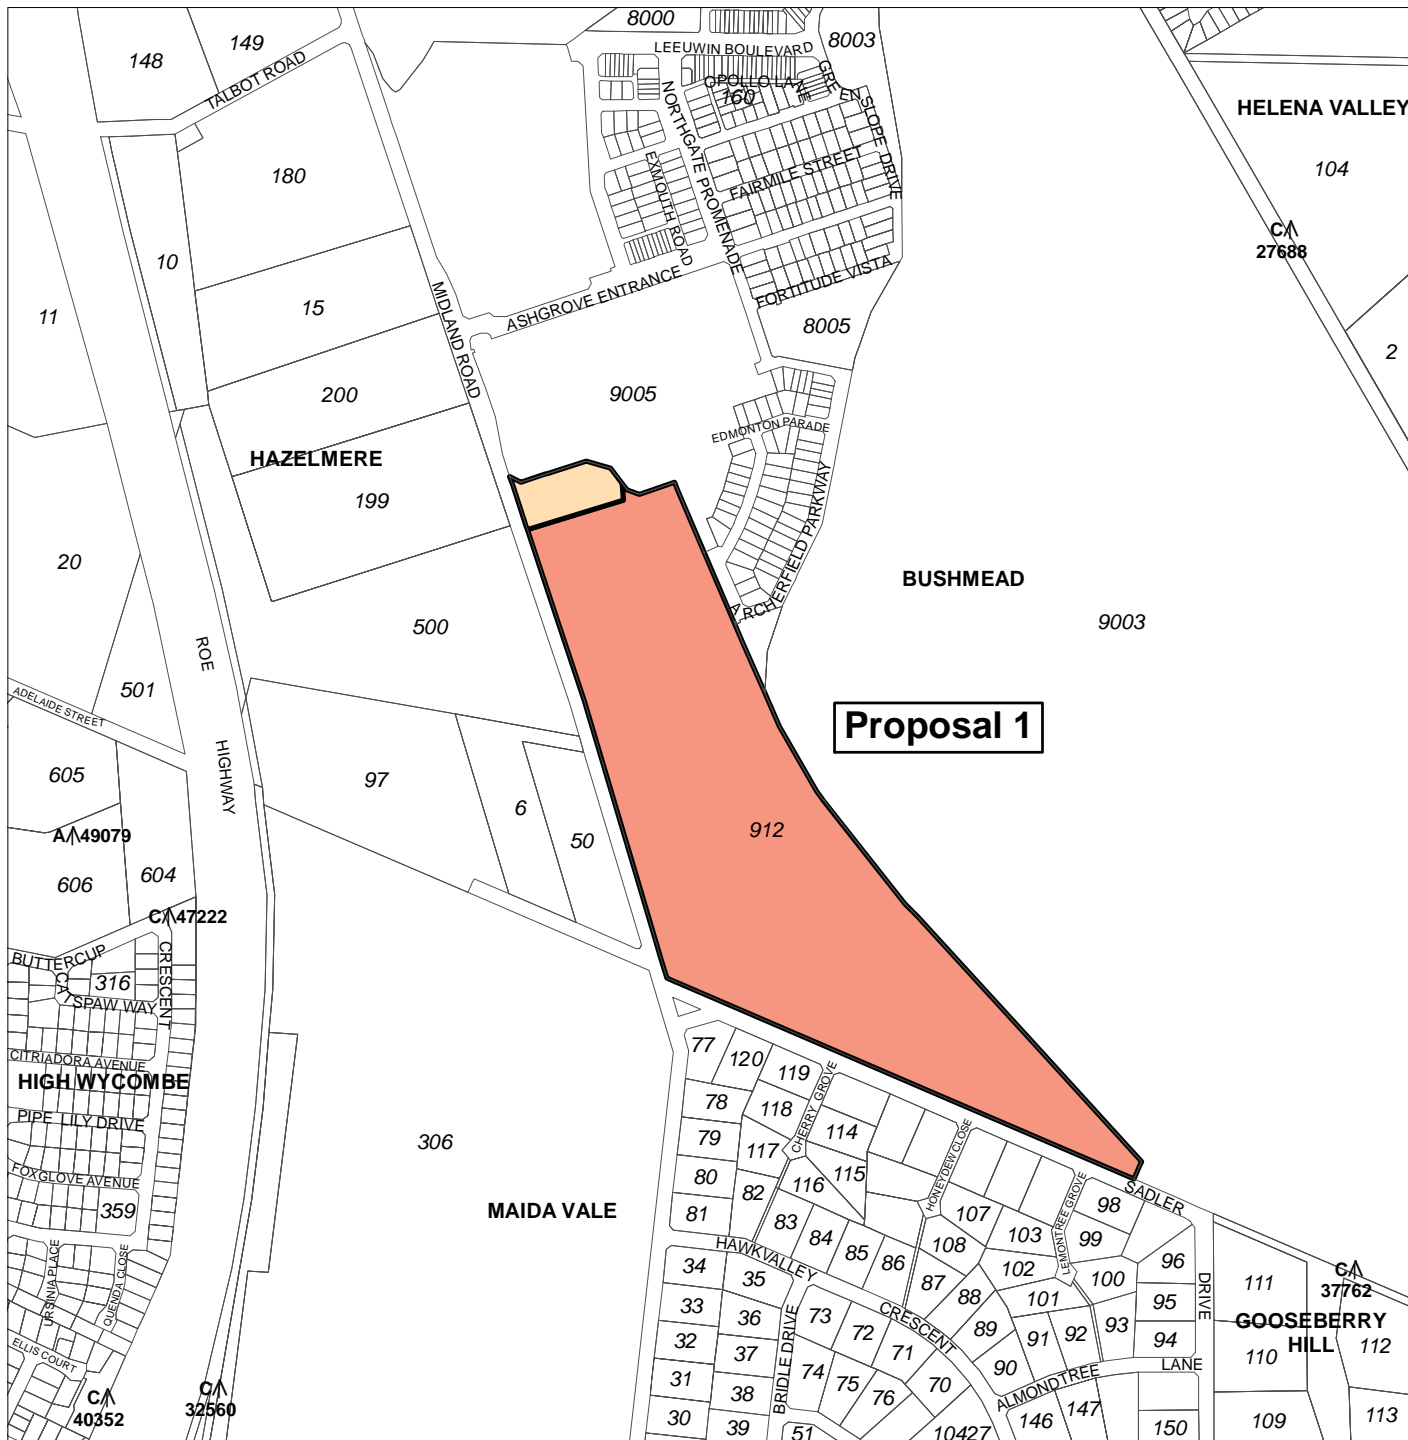 8000
149
148
TALBOT ROAD
LEEUWIN BOULEVARD
8003
OPOLLO LANE
160
GREENSLOPE DRIVE
NORTHGATE PROMENADE
HELENA VALLEY
104
180
EXMOUTH ROAD
FAIRMILE STREET
C
27688
10
11
15
MIDLAND ROAD
ASHGROVE ENTRANCE
FORTITUDE VISTA
8005
2
200
9005
EDMONTON PARADE
HAZELMERE
199
ARCHERFIELD PARKWAY
20
BUSHMEAD
9003
500
ROE
HIGHWAY
501
ADELAIDE STREET
Proposal 1
605
97
6
50
912
A 49079
606
604
C 47222
BUTTERCUP
CRESCENT
316
CATSPAW WAY
CITRIADORA AVENUE
HIGH WYCOMBE
PIPE LILY DRIVE
FOXGLOVE AVENUE
359
URSINIA PLACE
QUENDA CLOSE
ELLIS COURT
C
40352
C
32560
306
MAIDA VALE
77
120
119
78
118
CHERRY GROVE
79
117
114
80
82
116
115
81
83
84
85
86
HONEYDEW CLOSE
107
108
103
102
LEMONTREE GROVE
98
99
SADLER
DRIVE
96
100
101
95
94
93
111
C
37762
GOOSEBERRY
HILL
110
112
HAWKVALLEY
CRESCENT
34
35
33
36
32
37
31
38
30
39
BRIDLE DRIVE
73
72
71
74
75
76
70
87
88
89
90
91
92
ALMONDTREE
LANE
51
10427
146
147
150
109
113